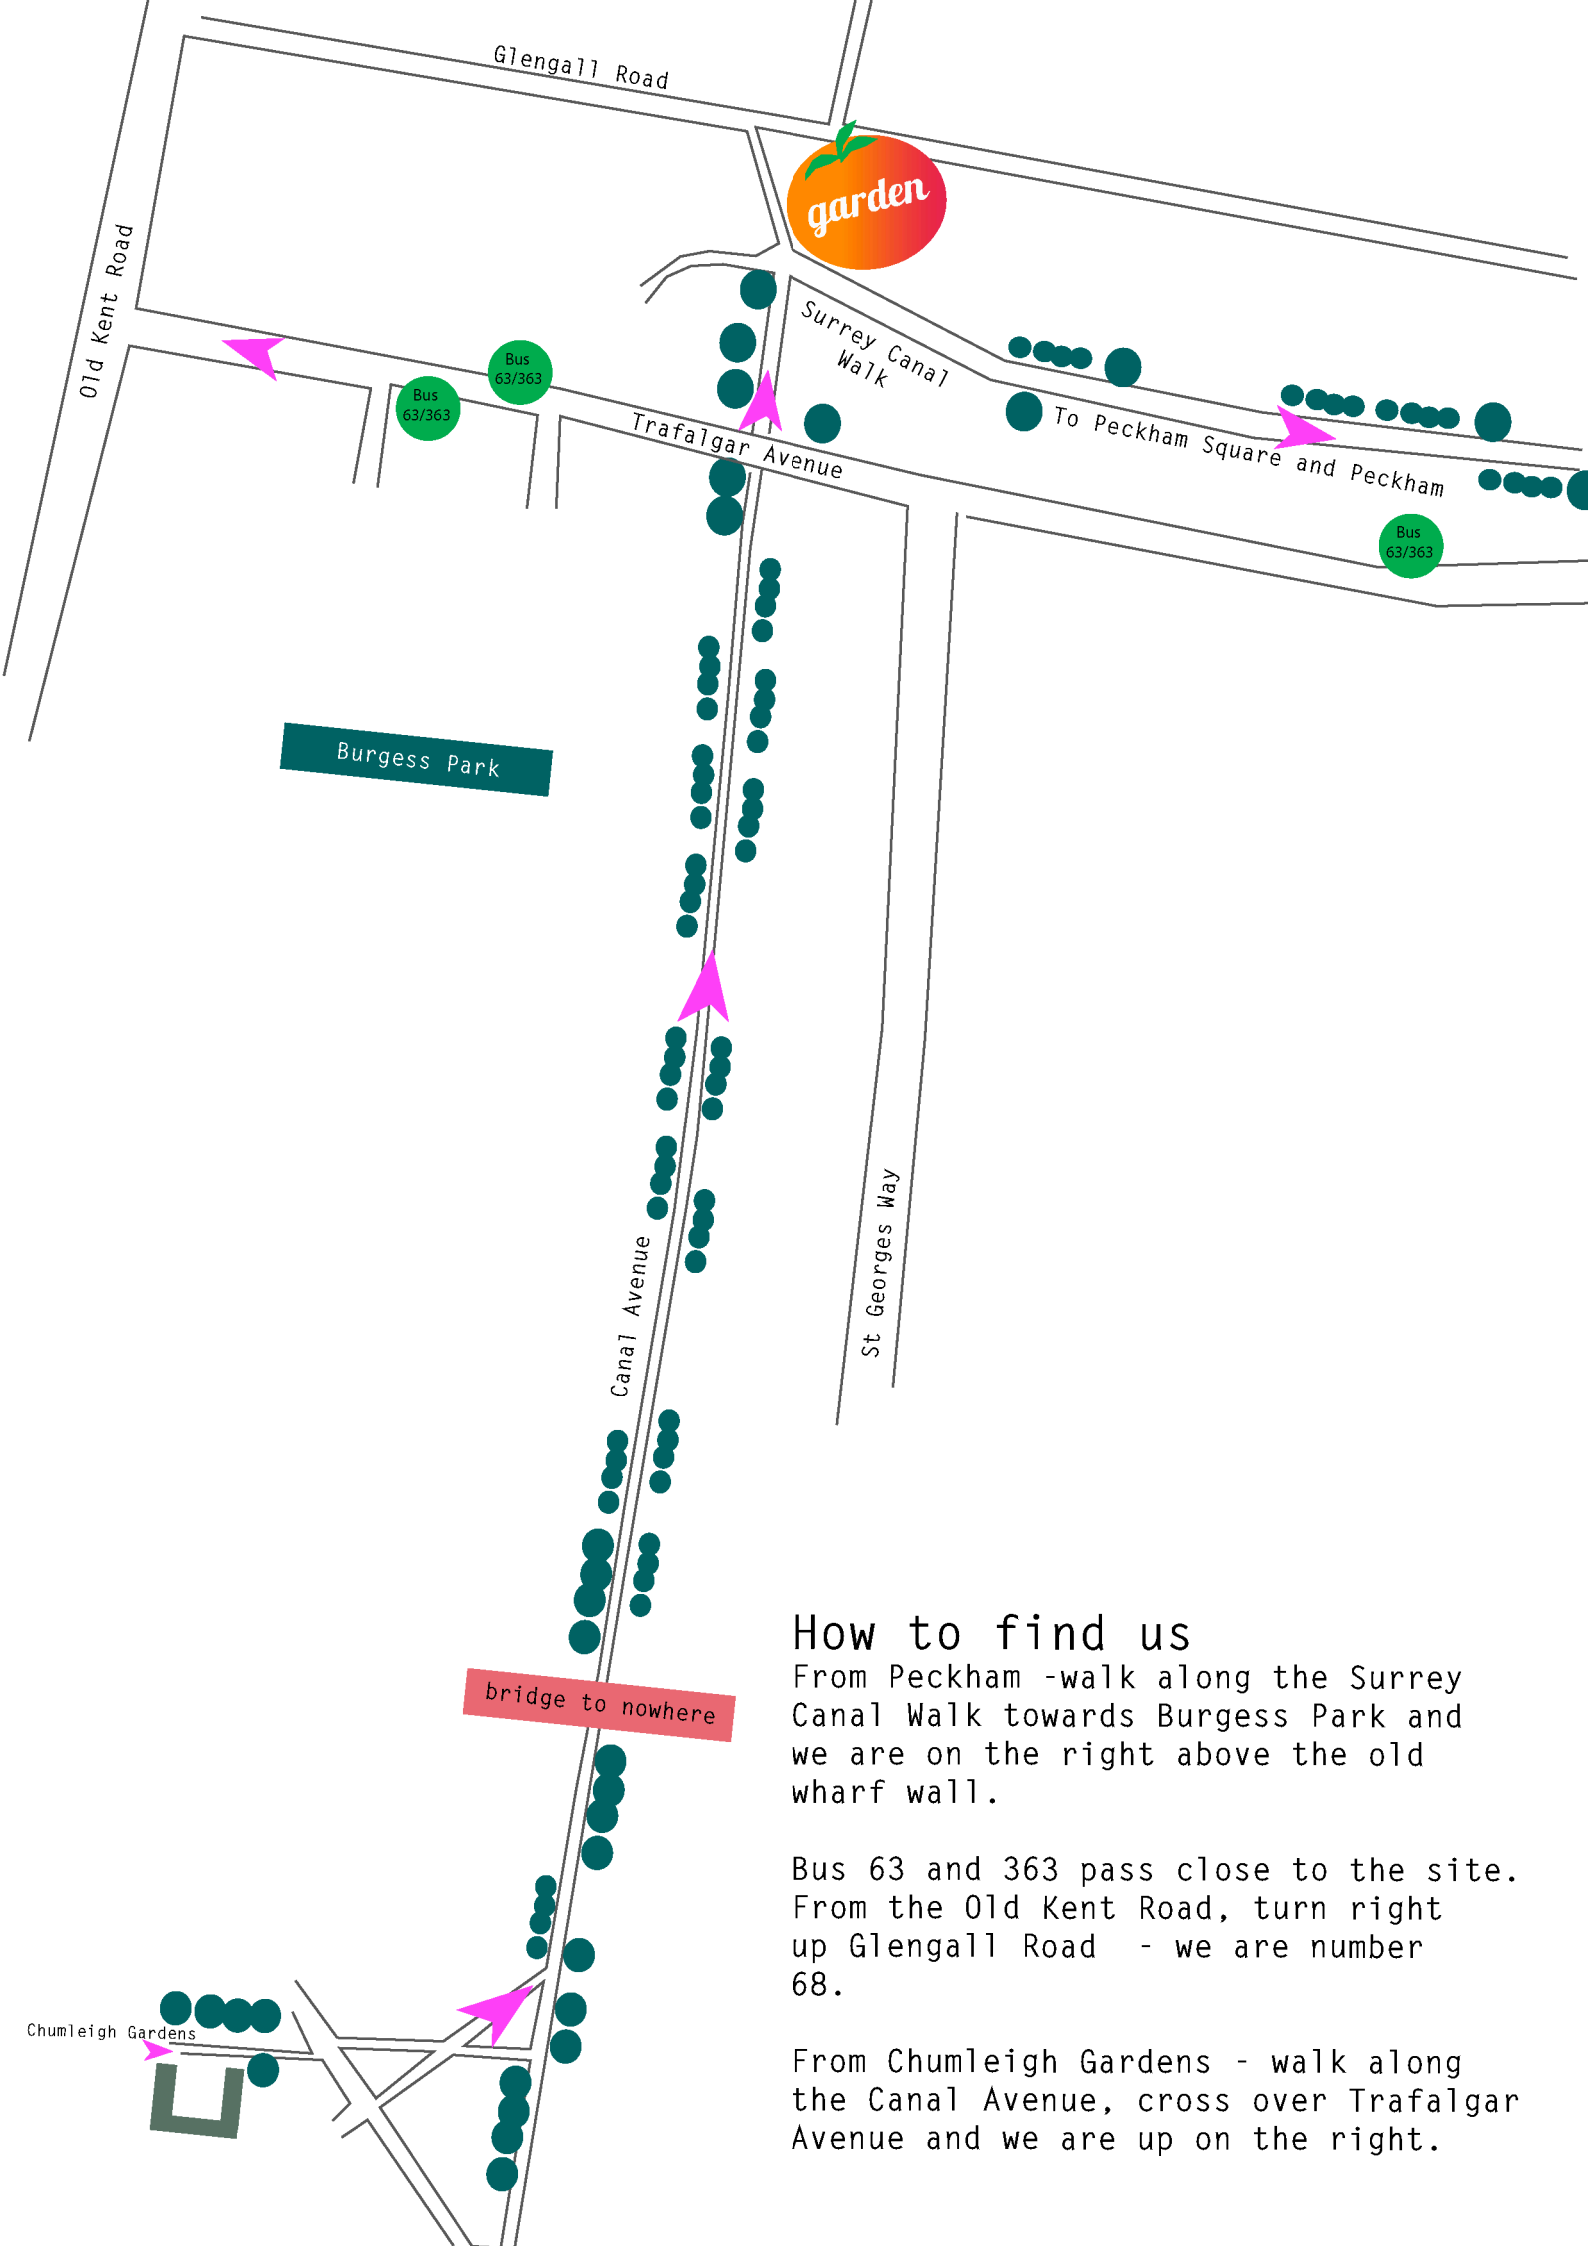 Glengall Road
garden
Old Kent Road
Surrey Canal
Walk
Bus
63/363
Bus
63/363
Trafalgar Avenue
To Peckham Square and Peckham
Bus
63/363
Burgess Park
St Georges Way
Canal Avenue
bridge to nowhere
Chumleigh Gardens
How to find us
From Peckham -walk along the Surrey
Canal Walk towards Burgess Park and
we are on the right above the old
wharf wall.
Bus 63 and 363 pass close to the site.
From the Old Kent Road, turn right
up Glengall Road  - we are number
68.
From Chumleigh Gardens - walk along
the Canal Avenue, cross over Trafalgar
Avenue and we are up on the right.